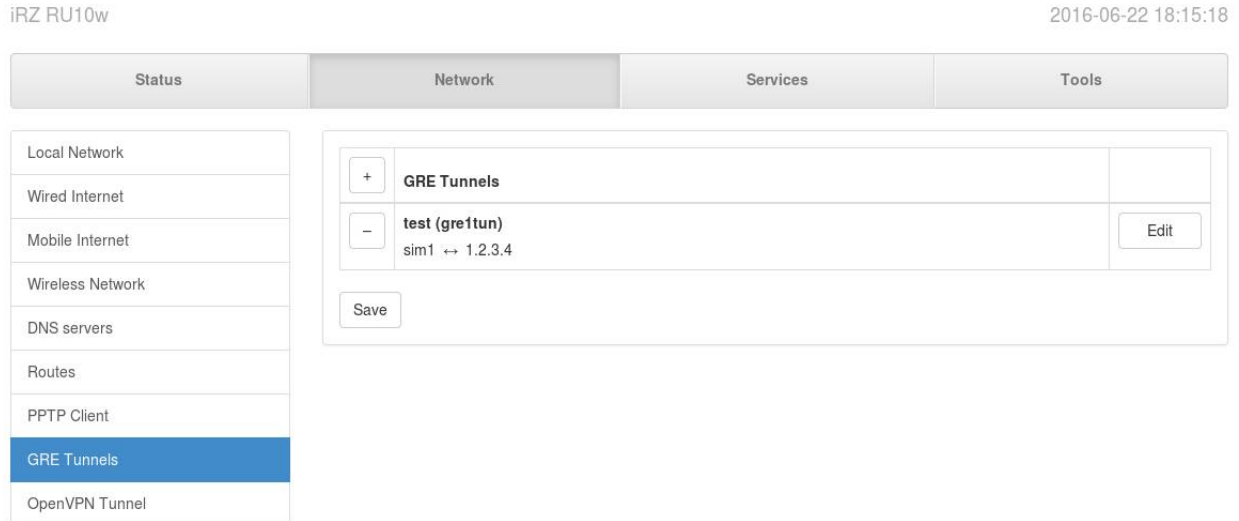 iRZ RU10w
2016-06-22 18:15:18
Status
Network
Services
Tools
Local Network
Wired Internet
Mobile Internet
Wireless Network
DNS servers
Routes
PPTP Client
GRE Tunnels
OpenVPN Tunnel
+
GRE Tunnels
–
test (gre1tun)
sim1 ↔ 1.2.3.4
Edit
Save